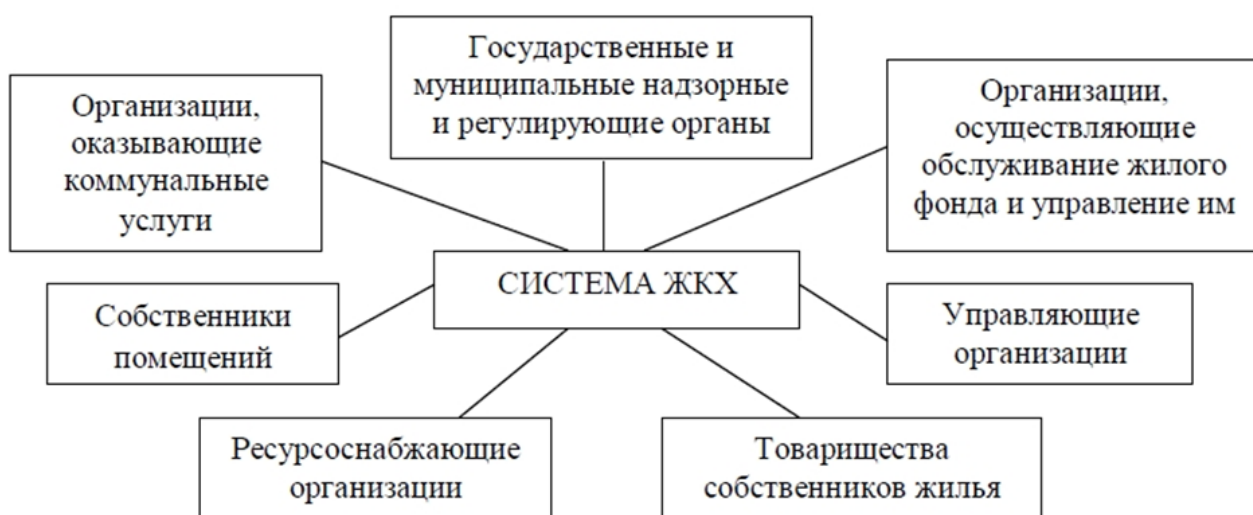 Государственные и
муниципальные надзорные
и регулирующие органы
Организации,
оказывающие
коммунальные
услуги
Организации,
осуществляющие
обслуживание жилого
фонда и управление им
СИСТЕМА ЖКХ
Собственники
помещений
Управляющие
организации
Ресурсоснабжающие
организации
Товарищества
собственников жилья